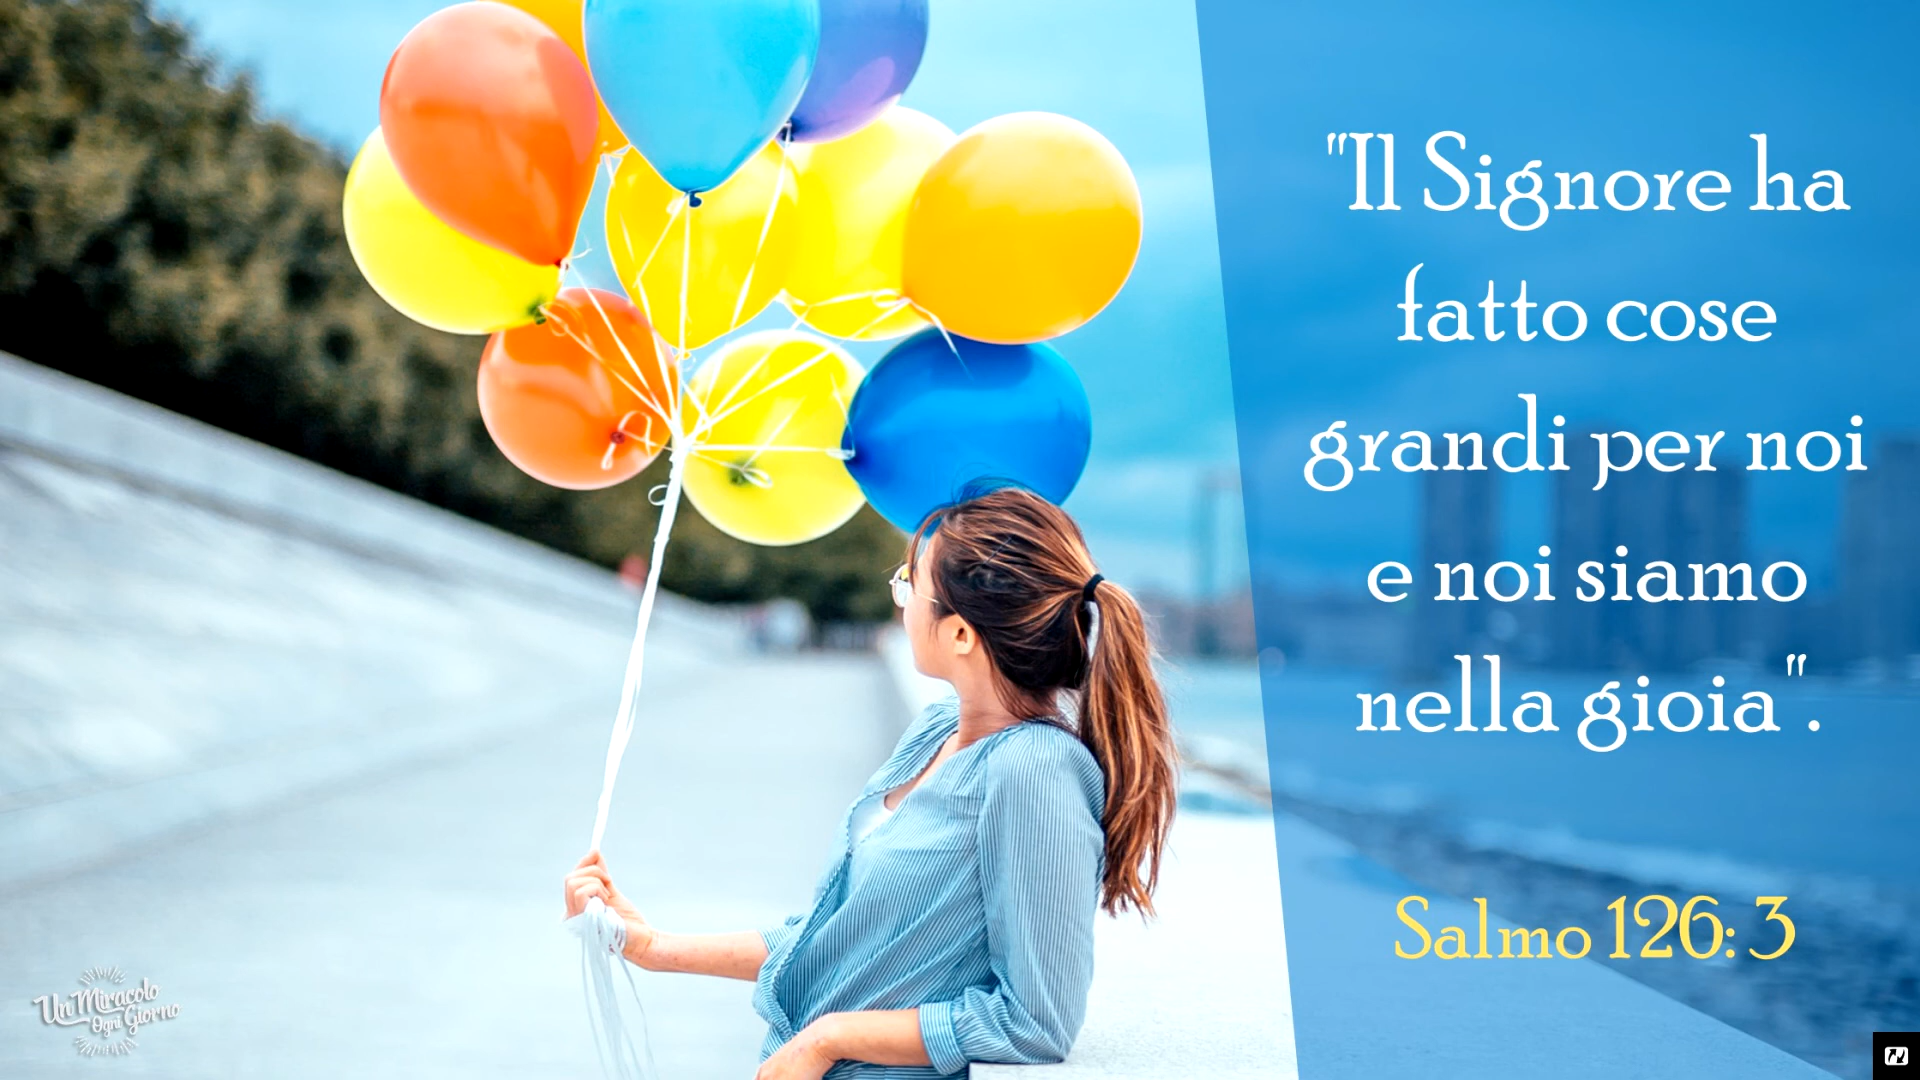 "Il Signore ha
fatto cose
grandi per noi
e noi siamo
nella gioia".
Salmo 126:3
Un Miracolo
Ogni Giorno